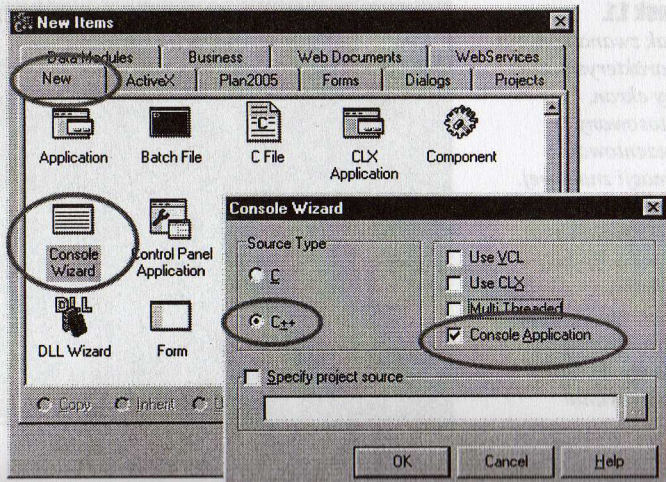 New Items
Data Modules Business Web Documents WebServices
New ActiveX Plan2005 Forms Dialogs Projects
Application Batch File C File CLX Application Component
Console Wizard Control Panel Application
DLL Wizard Form
Copy Inherit
Console Wizard
Source Type
C
C++
Use VCL
Use CLX
Multi Threaded
Console Application
Specify project source
...
OK Cancel Help